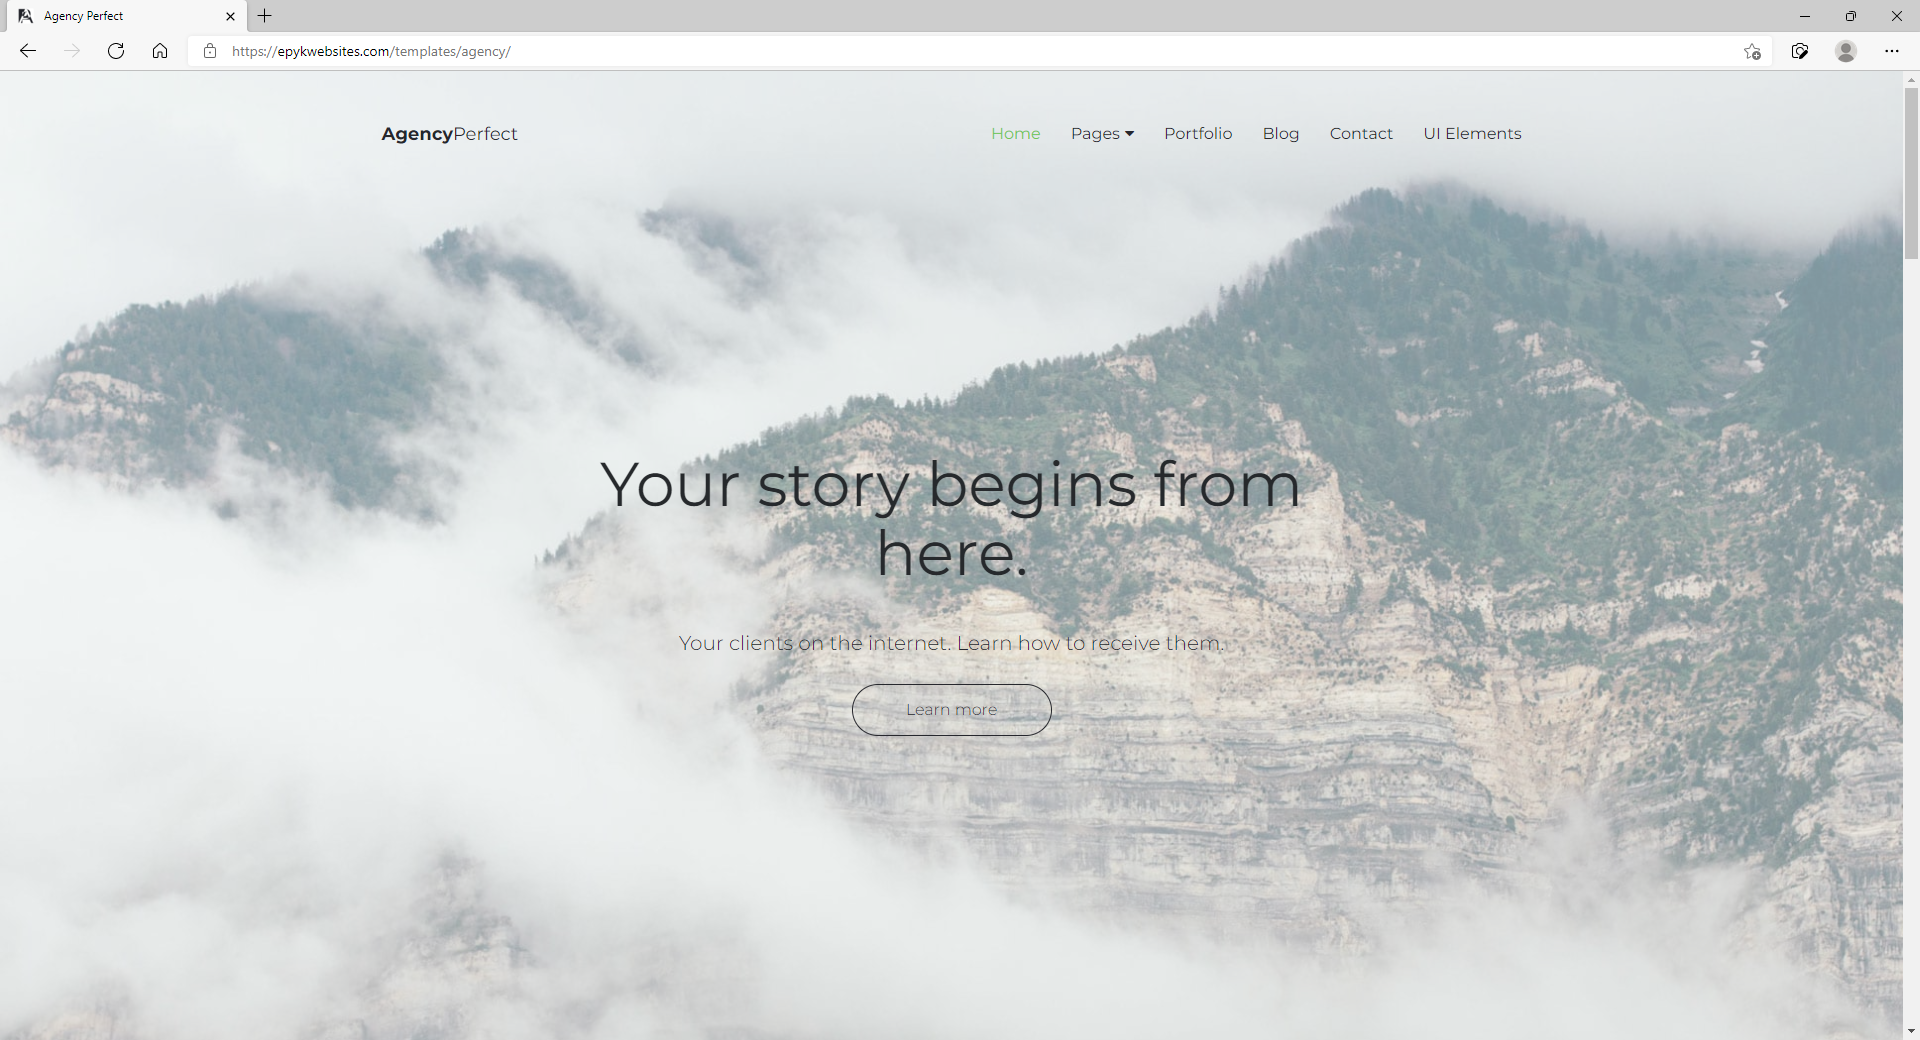 Agency Perfect
https://epykwebsites.com/templates/agency/
AgencyPerfect
Home Pages Portfolio Blog Contact UI Elements
Your story begins from
here.
Your clients on the internet. Learn how to receive them.
Learn more